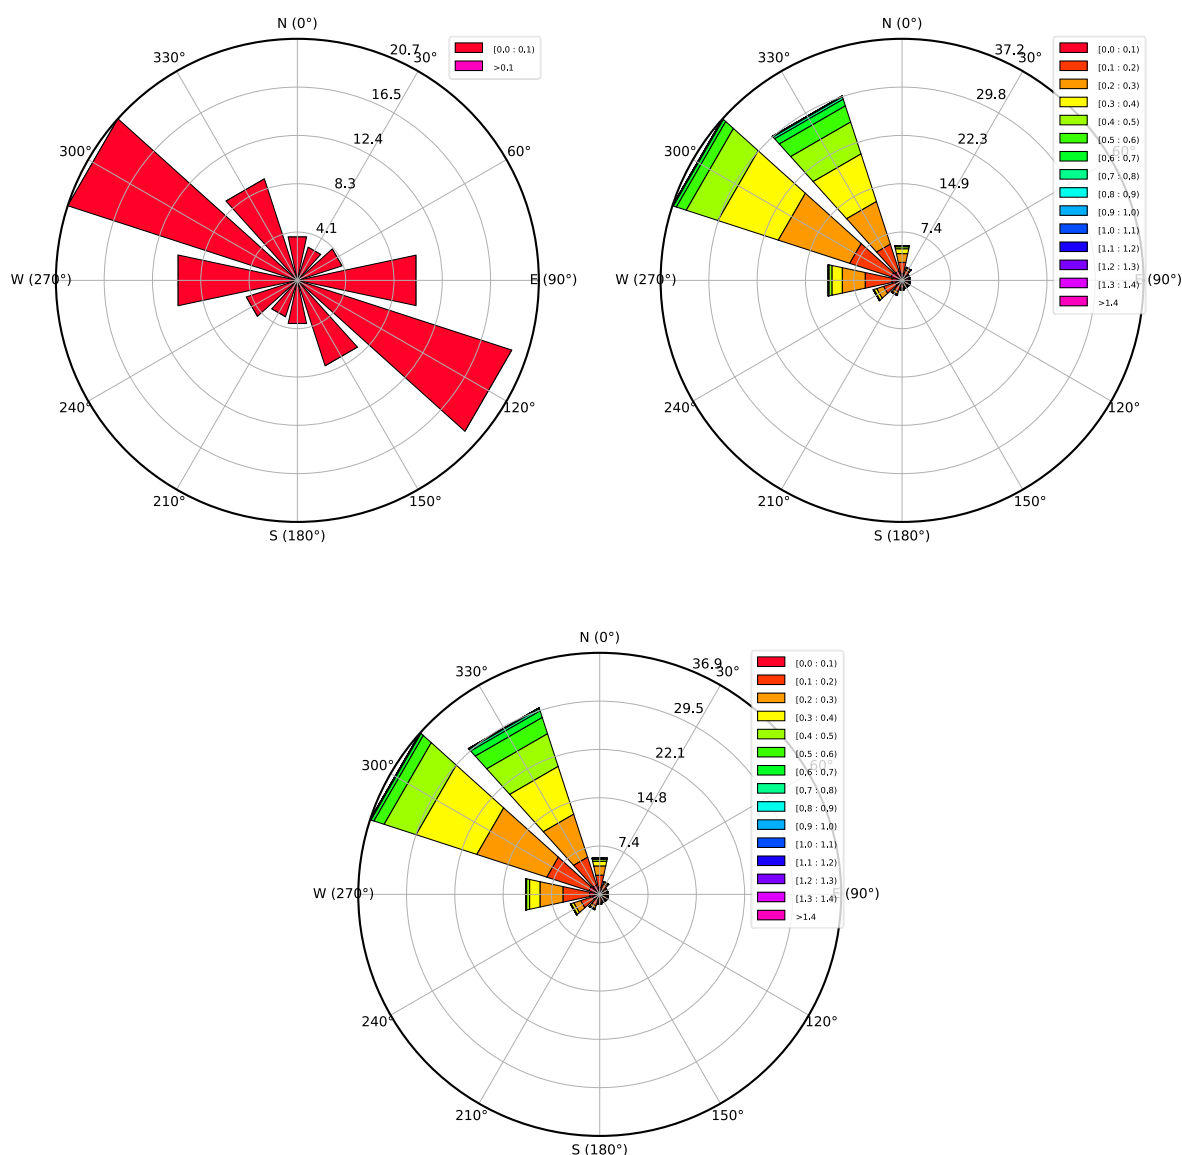 N (0°)
20.7
330°
30°
[0.0 : 0.1)
>0.1
16.5
12.4
300°
60°
8.3
4.1
W (270°)
E (90°)
240°
120°
210°
150°
S (180°)
N (0°)
37.2
330°
30°
29.8
22.3
300°
60°
14.9
7.4
W (270°)
E (90°)
240°
120°
210°
150°
S (180°)
[0.0 : 0.1)
[0.1 : 0.2)
[0.2 : 0.3)
[0.3 : 0.4)
[0.4 : 0.5)
[0.5 : 0.6)
[0.6 : 0.7)
[0.7 : 0.8)
[0.8 : 0.9)
[0.9 : 1.0)
[1.0 : 1.1)
[1.1 : 1.2)
[1.2 : 1.3)
[1.3 : 1.4)
>1.4
N (0°)
36.9
330°
30°
29.5
22.1
300°
60°
14.8
7.4
W (270°)
E (90°)
240°
120°
210°
150°
S (180°)
[0.0 : 0.1)
[0.1 : 0.2)
[0.2 : 0.3)
[0.3 : 0.4)
[0.4 : 0.5)
[0.5 : 0.6)
[0.6 : 0.7)
[0.7 : 0.8)
[0.8 : 0.9)
[0.9 : 1.0)
[1.0 : 1.1)
[1.1 : 1.2)
[1.2 : 1.3)
[1.3 : 1.4)
>1.4